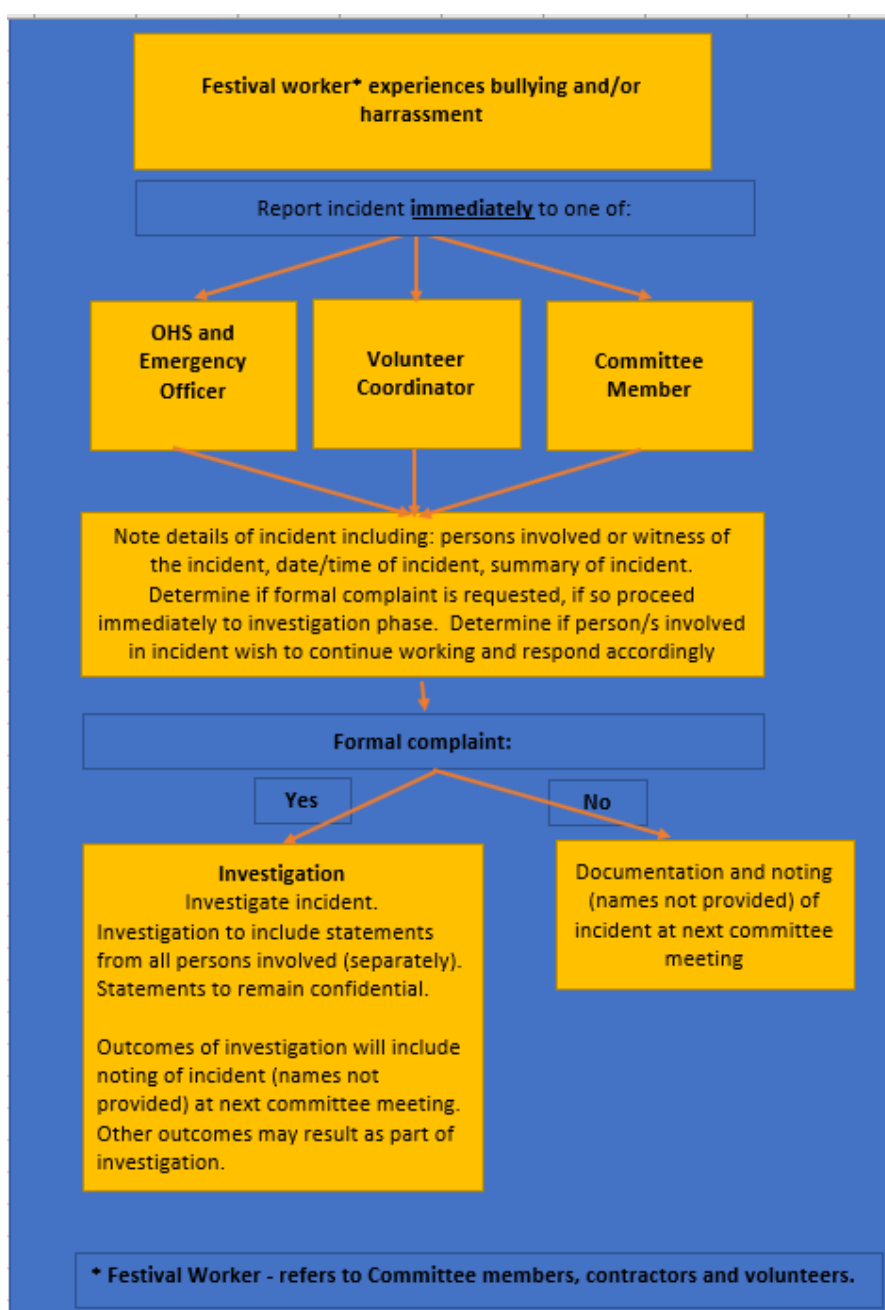 Festival worker* experiences bullying and/or
harrassment
Report incident immediately to one of:
OHS and
Emergency
Officer
Volunteer
Coordinator
Committee
Member
Note details of incident including: persons involved or witness of
the incident, date/time of incident, summary of incident.
Determine if formal complaint is requested, if so proceed
immediately to investigation phase.  Determine if person/s involved
in incident wish to continue working and respond accordingly
Formal complaint:
Yes
No
Investigation
Investigate incident.
Investigation to include statements
from all persons involved (separately).
Statements to remain confidential.
Outcomes of investigation will include
noting of incident (names not
provided) at next committee meeting.
Other outcomes may result as part of
investigation.
Documentation and noting
(names not provided) of
incident at next committee
meeting
* Festival Worker - refers to Committee members, contractors and volunteers.